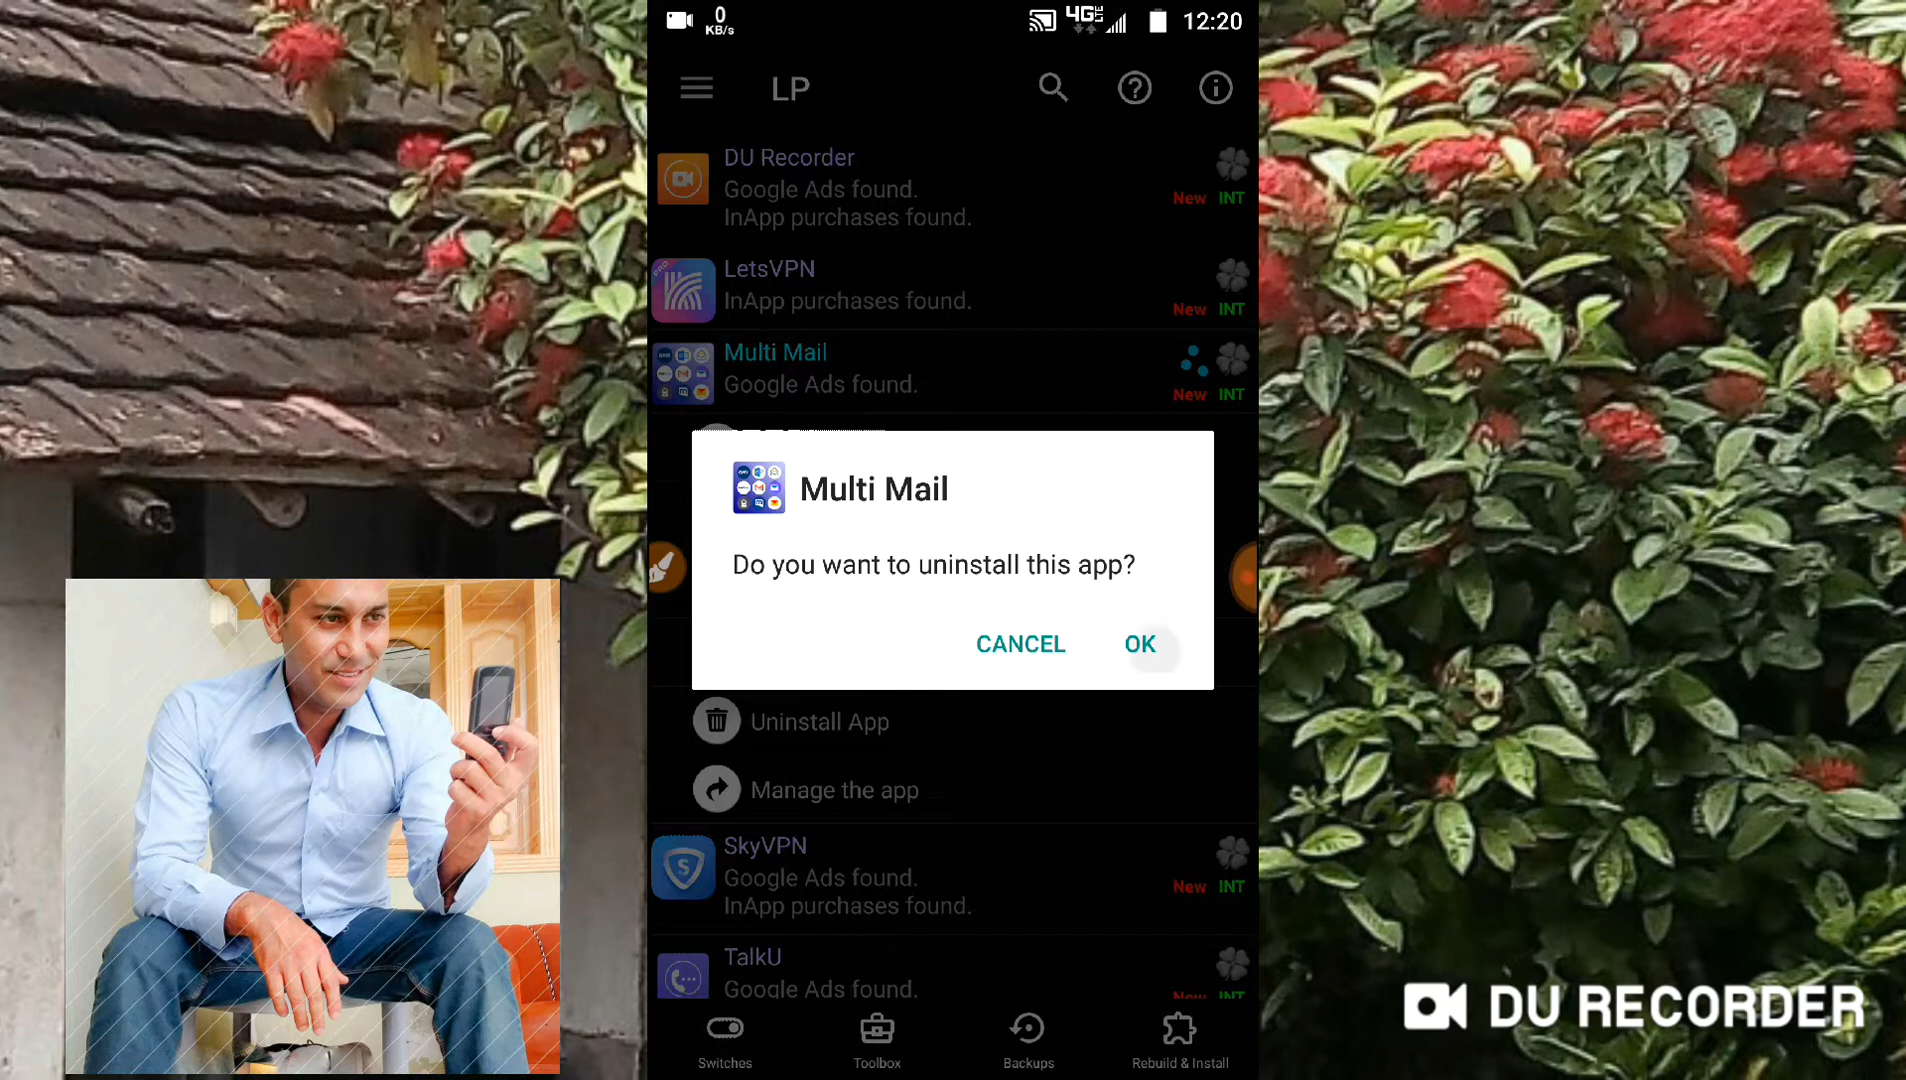 0
KB/s
4G LTE
12:20
LP
DU Recorder
Google Ads found.
InApp purchases found.
New INT
LetsVPN
InApp purchases found.
New INT
Multi Mail
Google Ads found.
New INT
Multi Mail
Do you want to uninstall this app?
CANCEL OK
Uninstall App
Manage the app
SkyVPN
Google Ads found.
InApp purchases found.
New INT
TalkU
Google Ads found.
New INT
Switches
Toolbox
Backups
Rebuild & Install
DU RECORDER